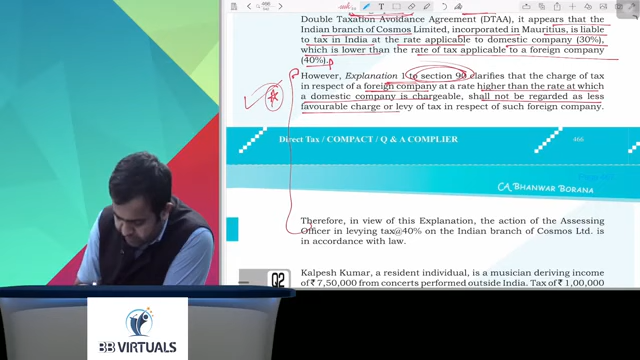 Double Taxation Avoidance Agreement (DTAA), it appears that the
Indian branch of Cosmos Limited, incorporated in Mauritius, is liable
to tax in India at the rate applicable to domestic company (30%),
which is lower than the rate of tax applicable to a foreign company
(40%).
However, Explanation 1 to section 90 clarifies that the charge of tax
in respect of a foreign company at a rate higher than the rate at which
a domestic company is chargeable, shall not be regarded as less
favourable charge or levy of tax in respect of such foreign company.
Direct Tax / COMPACT / Q & A COMPLIER
466
CA BHANWAR BORANA
Therefore, in view of this Explanation, the action of the Assessing
Officer in levying tax@40% on the Indian branch of Cosmos Ltd. is
in accordance with law.
Q2
Kalpesh Kumar, a resident individual, is a musician deriving income
of ₹ 7,50,000 from concerts performed outside India. Tax of ₹ 1,00,000
BB VIRTUALS